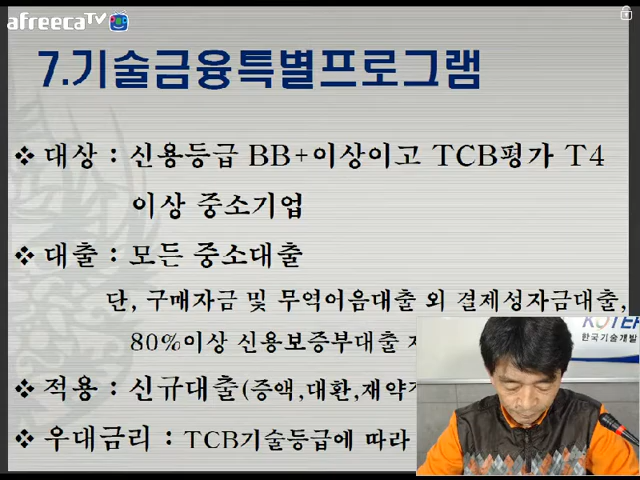 afreecaTV
7.기술금융특별프로그램
❖ 대상 : 신용등급 BB+이상이고 TCB평가 T4
이상 중소기업
❖ 대출 : 모든 중소대출
단, 구매자금 및 무역어음대출 외 결제성자금대출,
80%이상 신용보증부대출
한국기술개발
❖ 적용 : 신규대출(증액,대환,재약
❖ 우대금리 : TCB기술등급에 따라